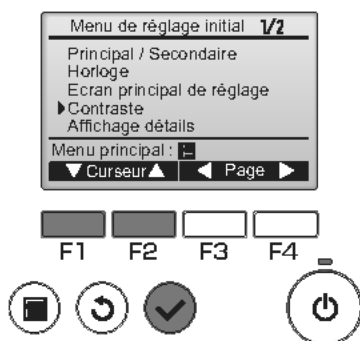 Menu de réglage initial 1/2
Principal / Secondaire
Horloge
Ecran principal de réglage
▶Contraste
Affichage détails
Menu principal :
▼ Curseur ▲ ◀ Page ▶
F1 F2 F3 F4